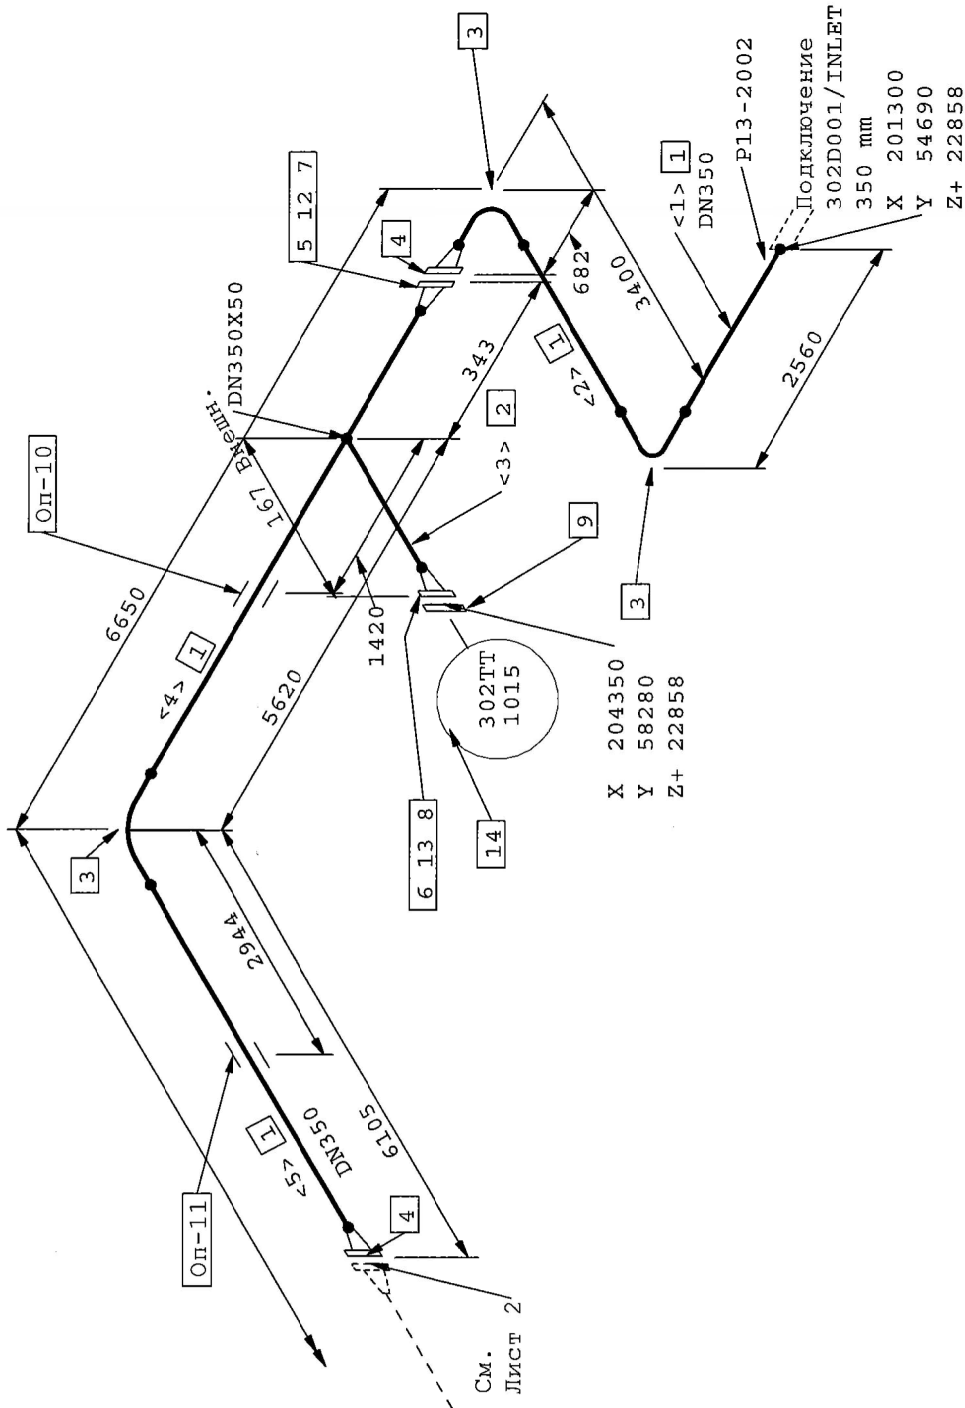 3
5 12 7
4
DN350X50
167 Внешн.
Оп-10
6650
<4> 1
3
682
3400
343
<1> 1
DN350
P13-2002
Подключение
302D001/INLET
350 mm
X 201300
Y 54690
Z+ 22858
<2> 1
2560
<3> 2
9
3
1420
5620
302TT
1015
6 13 8
14
X 204350
Y 58280
Z+ 22858
2944
6105
Оп-11
<5> 1
DN350
4
См.
Лист 2